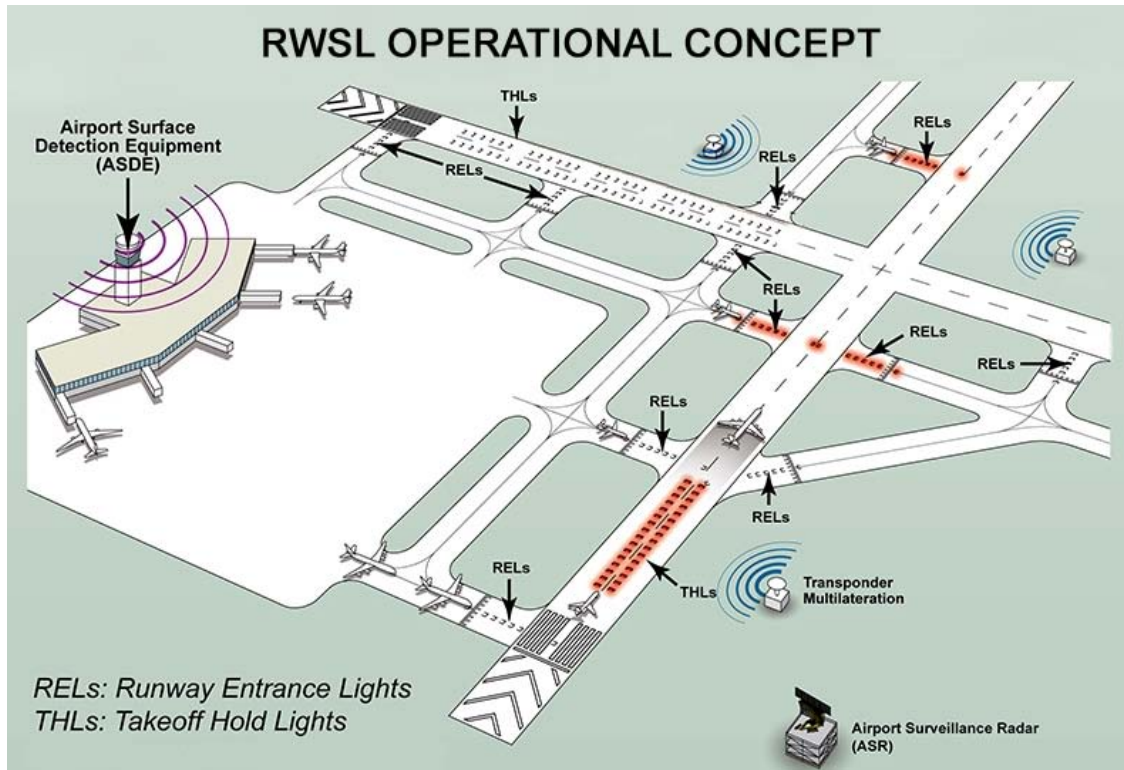 RWSL OPERATIONAL CONCEPT
Airport Surface
Detection Equipment
(ASDE)
THLs
RELs
RELs
RELs
RELs
RELs
RELs
RELs
RELs
RELs
THLs
RELs
Transponder
Multilateration
RELs: Runway Entrance Lights
THLs: Takeoff Hold Lights
Airport Surveillance Radar
(ASR)